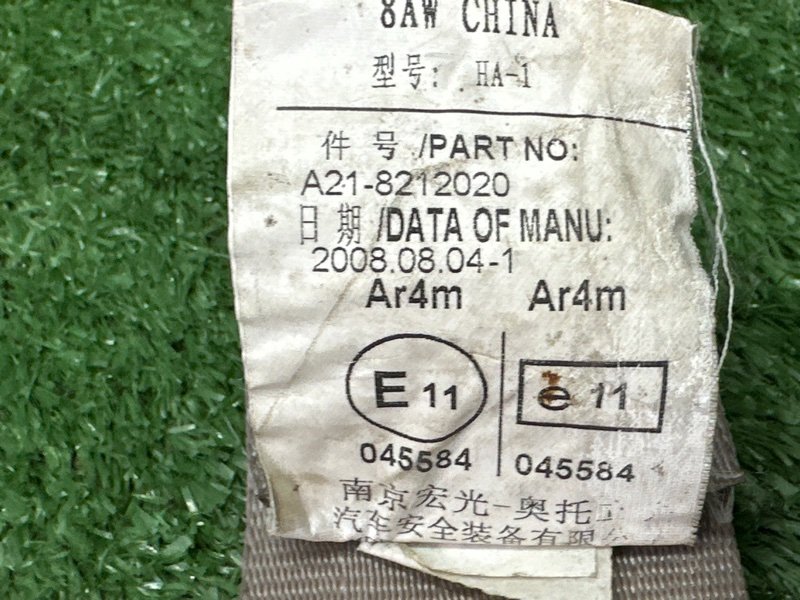 8AW CHINA
型号: HA-1
件 号 /PART NO:
A21-8212020
日 期 /DATA OF MANU:
2008.08.04-1
Ar4m Ar4m
E 11 e 11
045584 045584
南京宏光-奥托
汽车安全装备有限公